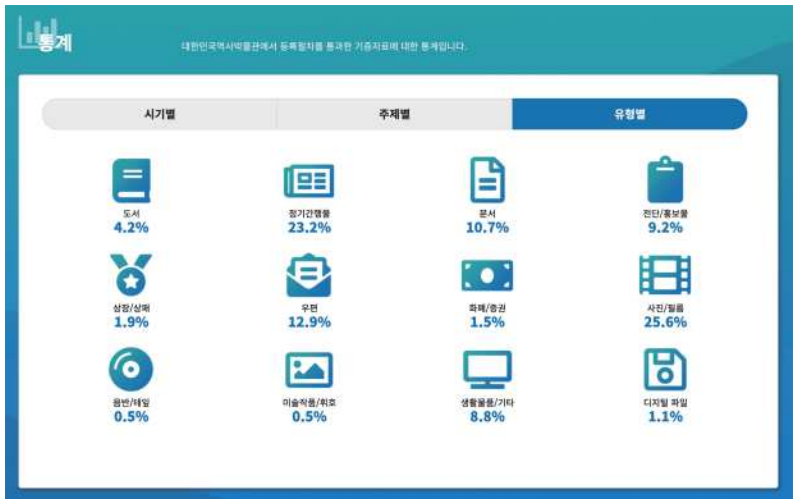 통계
대한민국역사박물관에서 등록절차를 통과한 기증자료에 대한 통계입니다.
시기별 주제별 유형별
도서 정기간행물 문서 전단/홍보물
4.2% 23.2% 10.7% 9.2%
상장/상패 우편 화폐/증권 사진/필름
1.9% 12.9% 1.5% 25.6%
음반/테잎 미술작품/휘호 생활물품/기타 디지털 파일
0.5% 0.5% 8.8% 1.1%